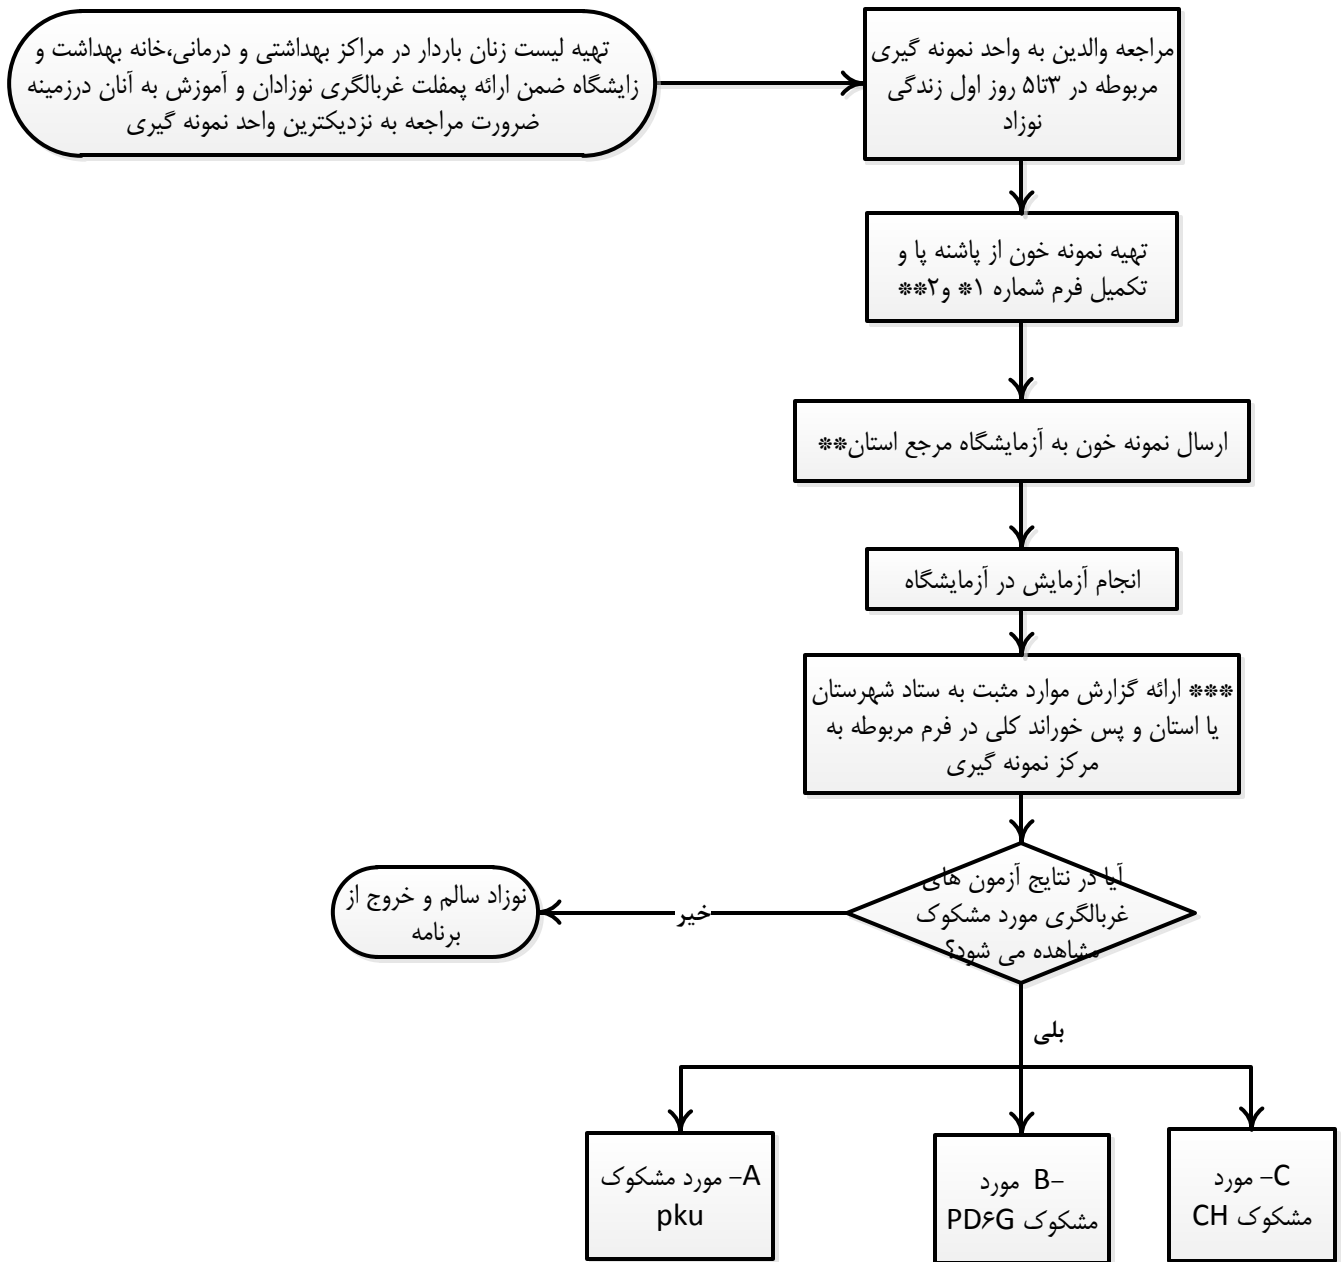 تهیه لیست زنان باردار در مراکز بهداشتی و درمانی،خانه بهداشت و
زایشگاه ضمن ارائه پمفلت غربالگری نوزادان و آموزش به آنان درزمینه
ضرورت مراجعه به نزدیکترین واحد نمونه گیری
مراجعه والدین به واحد نمونه گیری
مربوطه در ۳تا۵ روز اول زندگی
نوزاد
تهیه نمونه خون از پاشنه پا و
تکمیل فرم شماره ۱* و۲**
ارسال نمونه خون به آزمایشگاه مرجع استان**
انجام آزمایش در آزمایشگاه
*** ارائه گزارش موارد مثبت به ستاد شهرستان
یا استان و پس خوراند کلی در فرم مربوطه به
مرکز نمونه گیری
آیا در نتایج آزمون های
غربالگری مورد مشکوک
مشاهده می شود؟
خیر
نوزاد سالم و خروج از
برنامه
بلی
A- مورد مشکوک
pku
B- مورد
مشکوک PD۶G
C- مورد
مشکوک CH